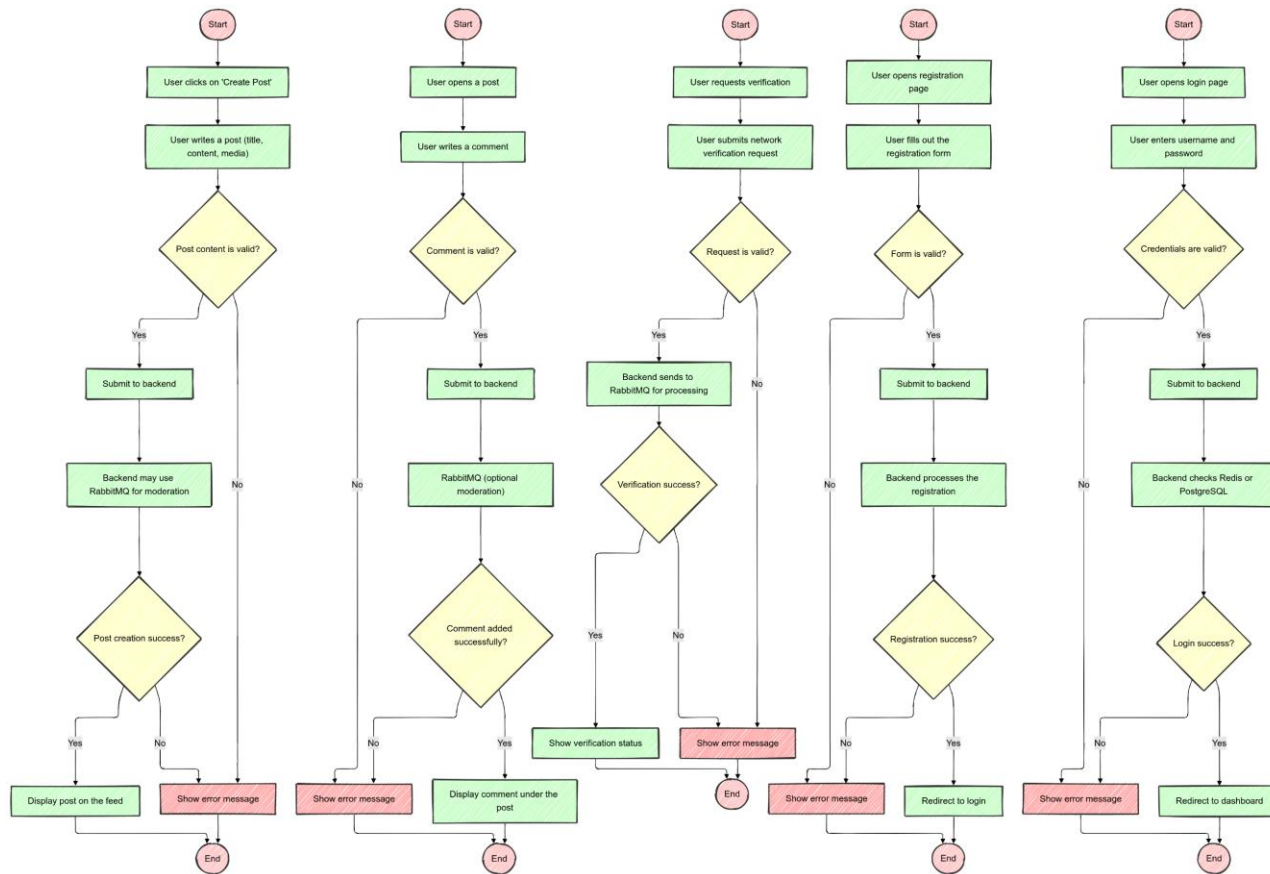 Start
User clicks on 'Create Post'
User writes a post (title,
content, media)
Post content is valid?
Yes
No
Submit to backend
Backend may use
RabbitMQ for moderation
Post creation success?
Yes
No
Display post on the feed
Show error message
End
Start
User opens a post
User writes a comment
Comment is valid?
No
Yes
Submit to backend
RabbitMQ (optional
moderation)
Comment added
successfully?
No
Yes
Show error message
Display comment under the
post
End
Start
User requests verification
User submits network
verification request
Request is valid?
Yes
No
Backend sends to
RabbitMQ for processing
Verification success?
Yes
No
Show verification status
Show error message
End
Start
User opens registration
page
User fills out the
registration form
Form is valid?
No
Yes
Submit to backend
Backend processes the
registration
Registration success?
No
Yes
Show error message
Redirect to login
End
Start
User opens login page
User enters username and
password
Credentials are valid?
No
Yes
Submit to backend
Backend checks Redis or
PostgreSQL
Login success?
No
Yes
Show error message
Redirect to dashboard
End